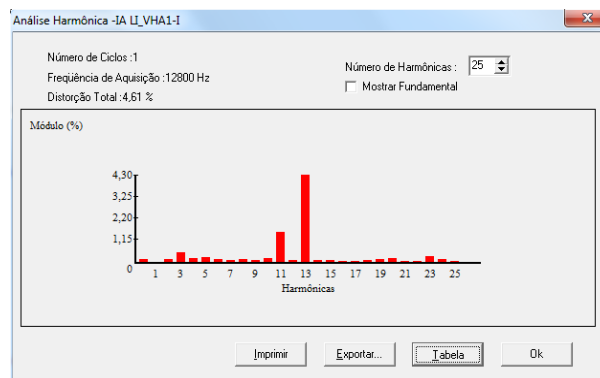 Análise Harmônica -IA LI_VHA1-I
Número de Ciclos :1
Freqüência de Aquisição :12800 Hz
Distorção Total :4,61 %
Número de Harmônicas : 25
Mostrar Fundamental
Módulo (%)
4,30
3,25
2,20
1,15
0
1 3 5 7 9 11 13 15 17 19 21 23 25
Harmônicas
Imprimir Exportar... Tabela Ok